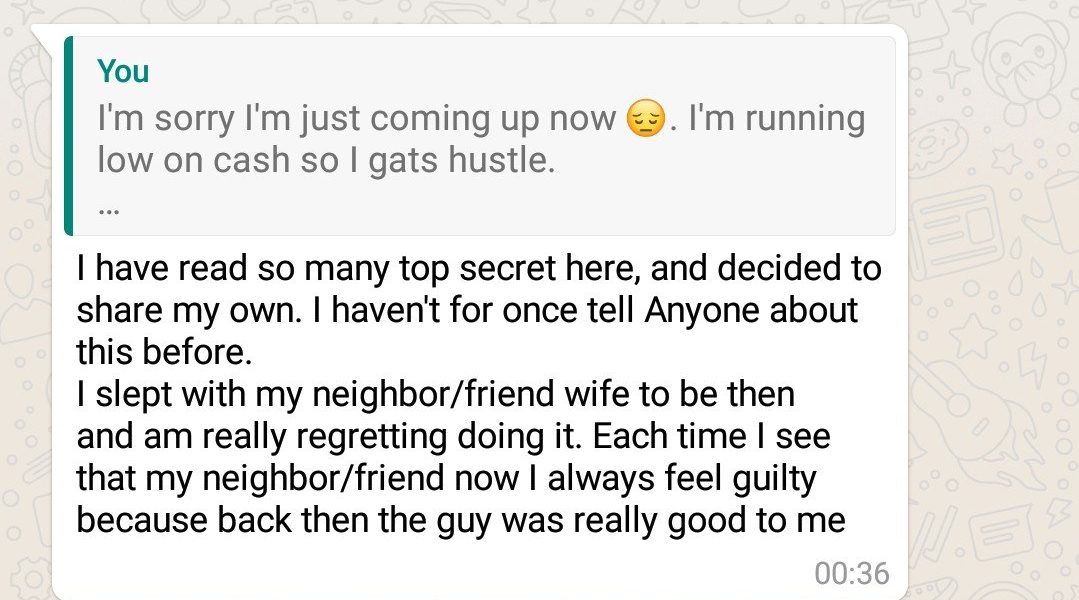 You
I'm sorry I'm just coming up now 😔. I'm running
low on cash so I gats hustle.
...
I have read so many top secret here, and decided to
share my own. I haven't for once tell Anyone about
this before.
I slept with my neighbor/friend wife to be then
and am really regretting doing it. Each time I see
that my neighbor/friend now I always feel guilty
because back then the guy was really good to me
00:36